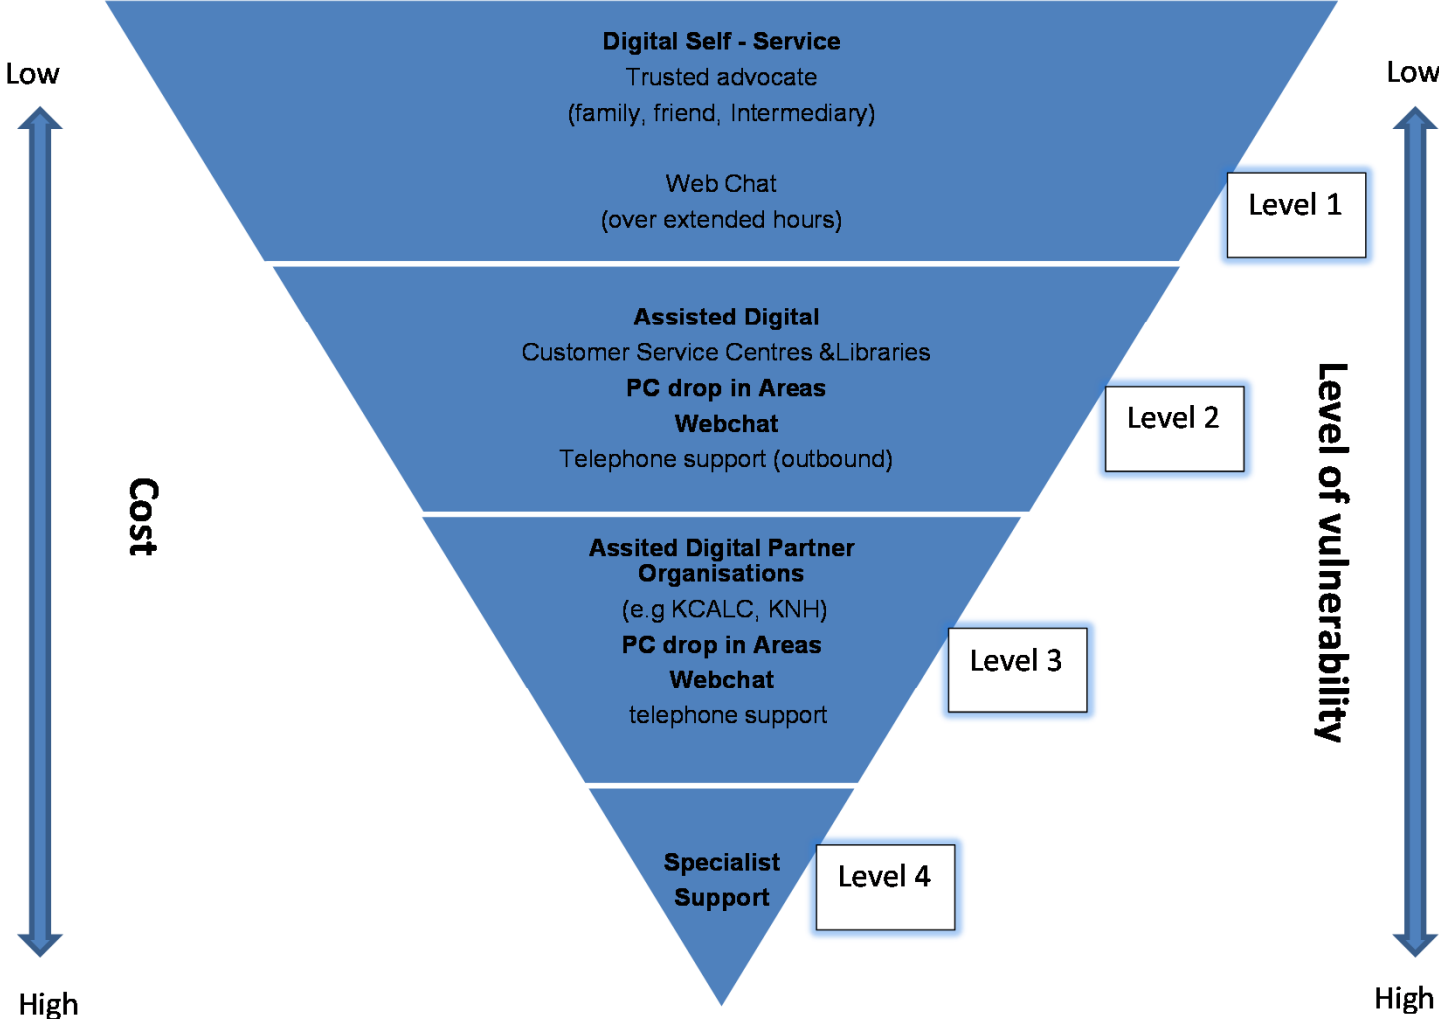 Low
Low
Digital Self - Service
Trusted advocate
(family, friend, Intermediary)
Web Chat
(over extended hours)
Level 1
Assisted Digital
Customer Service Centres &Libraries
PC drop in Areas
Webchat
Telephone support (outbound)
Level 2
Cost
Level of vulnerability
Assited Digital Partner
Organisations
(e.g KCALC, KNH)
PC drop in Areas
Webchat
telephone support
Level 3
Specialist
Support
Level 4
High
High